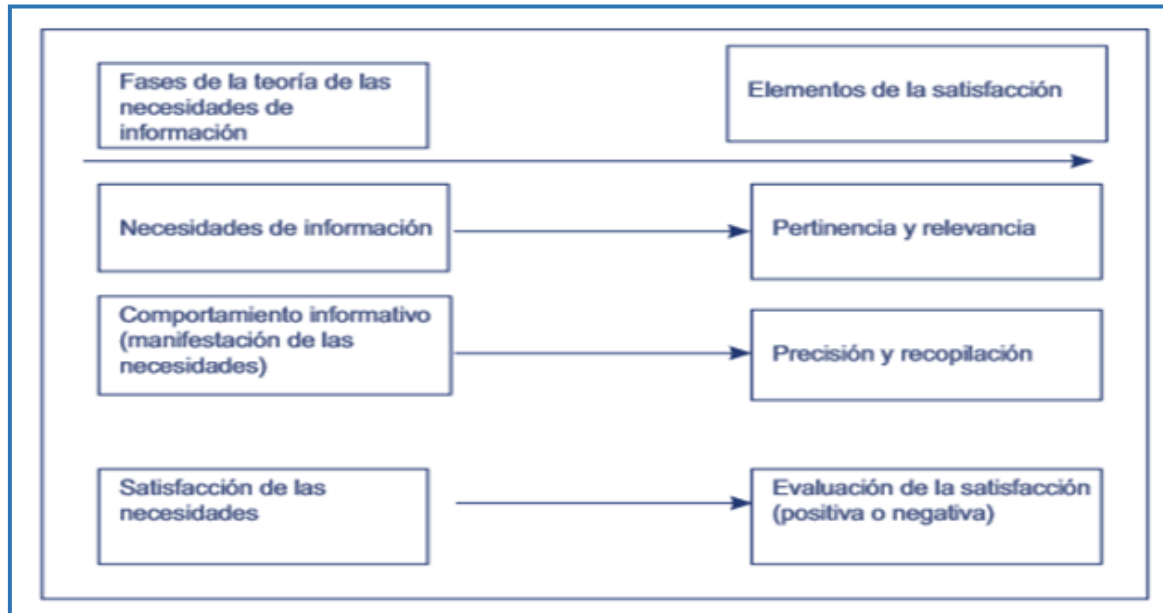 Fases de la teoría de las
necesidades de
información
Elementos de la satisfacción
Necesidades de información
Pertinencia y relevancia
Comportamiento informativo
(manifestación de las
necesidades)
Precisión y recopilación
Satisfacción de las
necesidades
Evaluación de la satisfacción
(positiva o negativa)